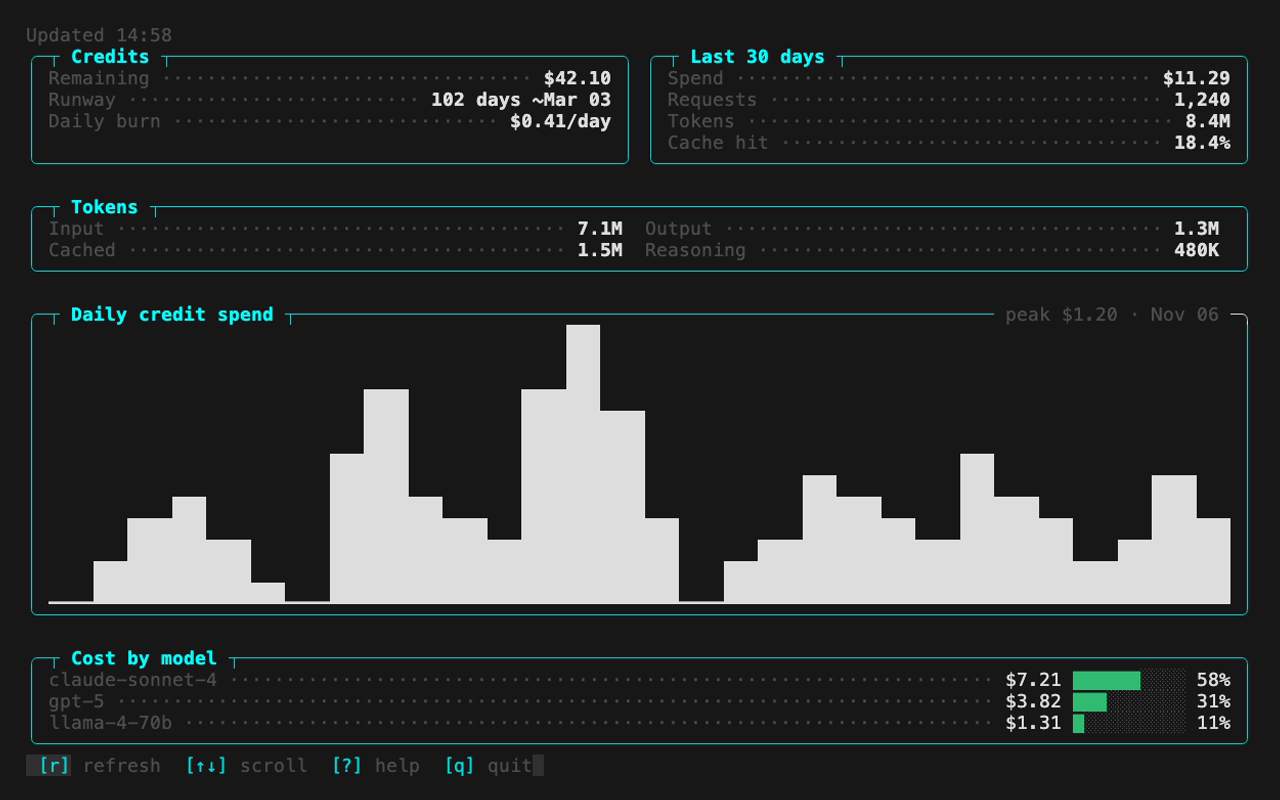 Updated 14:58
Credits
Remaining $42.10
Runway 102 days ~Mar 03
Daily burn $0.41/day
Last 30 days
Spend $11.29
Requests 1,240
Tokens 8.4M
Cache hit 18.4%
Tokens
Input 7.1M Output 1.3M
Cached 1.5M Reasoning 480K
Daily credit spend peak $1.20 · Nov 06
Cost by model
claude-sonnet-4 $7.21 58%
gpt-5 $3.82 31%
llama-4-70b $1.31 11%
[r] refresh [↑↓] scroll [?] help [q] quit